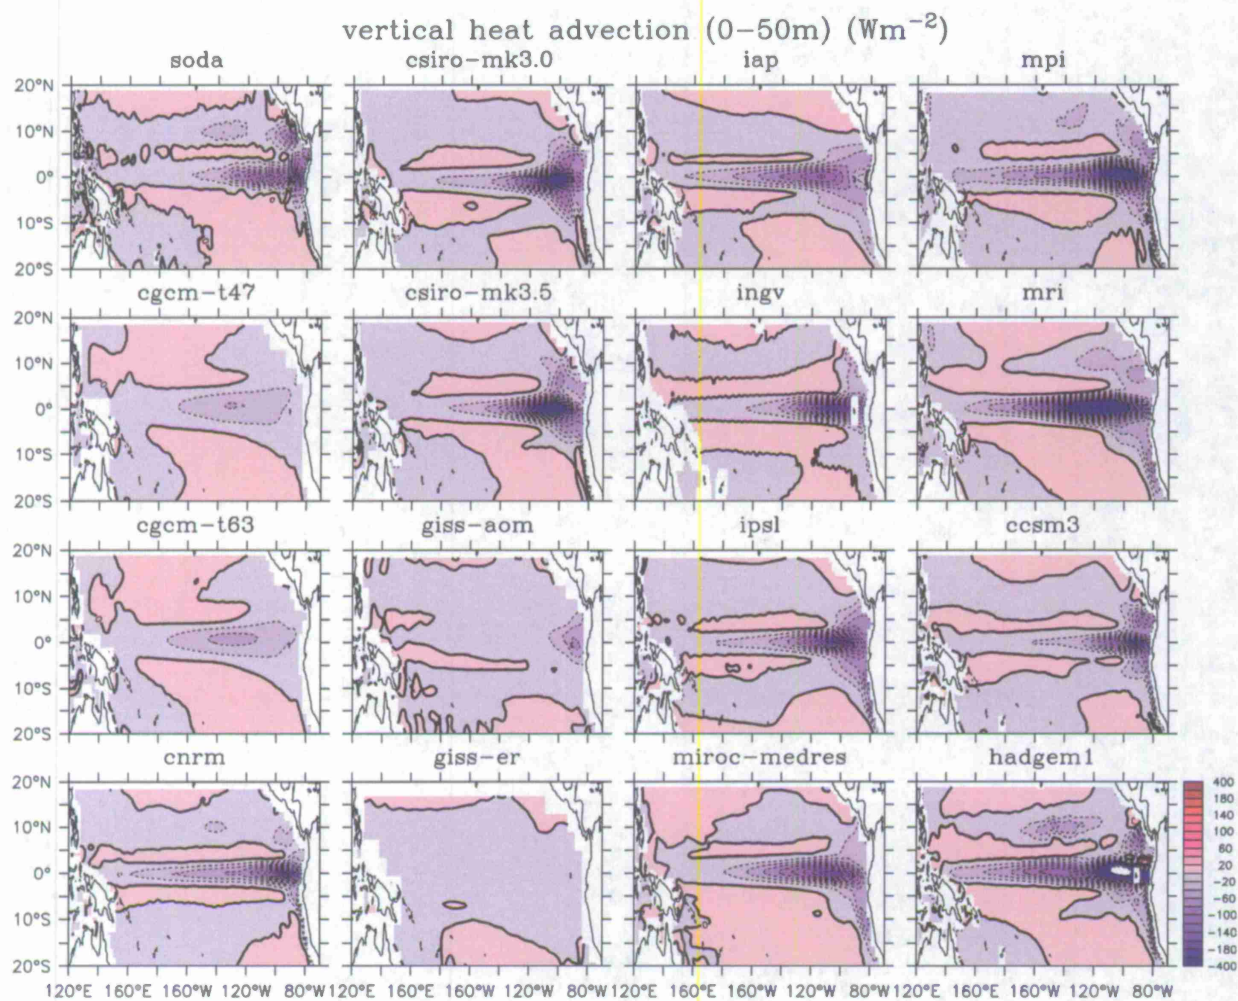 vertical heat advection (0−50m) (Wm−2)
soda csiro−mk3.0 iap mpi
20°N
10°N
0°
10°S
20°S
cgcm−t47 csiro−mk3.5 ingv mri
20°N
10°N
0°
10°S
20°S
cgcm−t63 giss−aom ipsl ccsm3
20°N
10°N
0°
10°S
20°S
cnrm giss−er miroc−medres hadgem1
20°N
10°N
0°
10°S
20°S
120°E 160°E 160°W 120°W 80°W 120°E 160°E 160°W 120°W 80°W 120°E 160°E 160°W 120°W 80°W 120°E 160°E 160°W 120°W 80°W
400
180
140
100
60
20
−20
−60
−100
−140
−180
−400